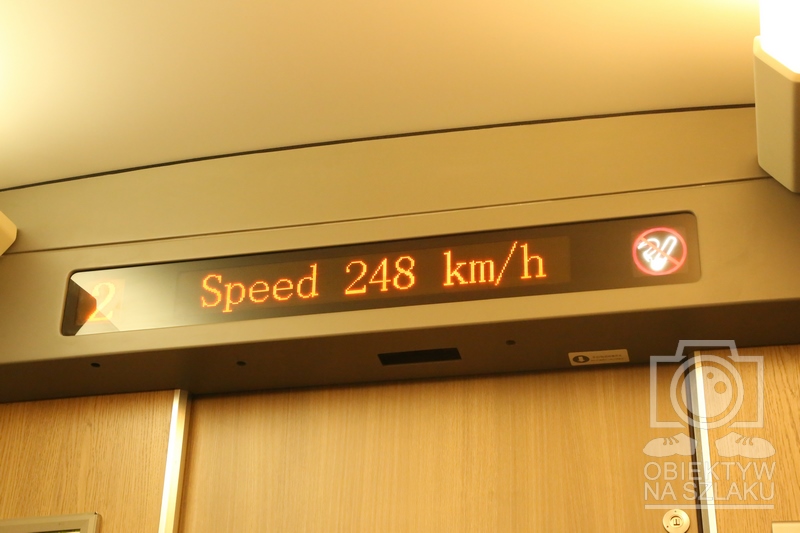 2 Speed 248 km/h
OBIEKTYW
NA SZLAKU